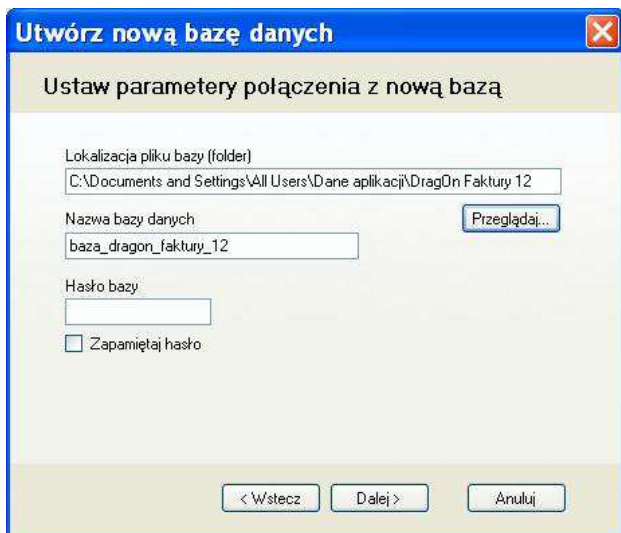 Utwórz nową bazę danych
Ustaw parametery połączenia z nową bazą
Lokalizacja pliku bazy (folder)
C:\Documents and Settings\All Users\Dane aplikacji\DragOn Faktury 12
Nazwa bazy danych
Przeglądaj...
baza_dragon_faktury_12
Hasło bazy
Zapamiętaj hasło
< Wstecz Dalej > Anuluj